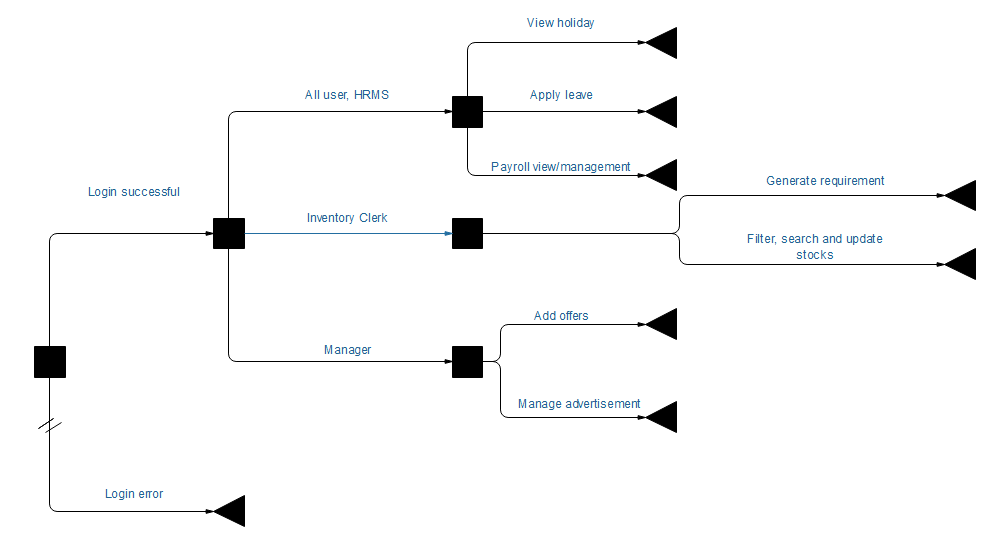 View holiday
All user, HRMS
Apply leave
Payroll view/management
Generate requirement
Login successful
Inventory Clerk
Filter, search and update
stocks
Add offers
Manager
Manage advertisement
Login error